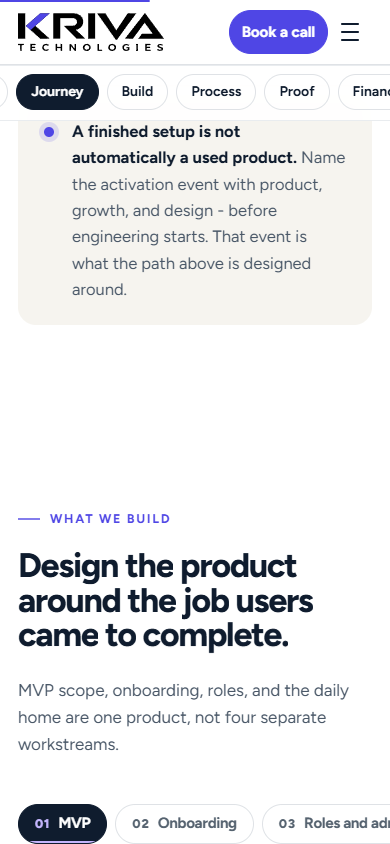 KRIVA
TECHNOLOGIES
Book a call
Journey
Build
Process
Proof
A finished setup is not
automatically a used product. Name
the activation event with product,
growth, and design - before
engineering starts. That event is
what the path above is designed
around.
WHAT WE BUILD
Design the product
around the job users
came to complete.
MVP scope, onboarding, roles, and the daily
home are one product, not four separate
workstreams.
01 MVP
02 Onboarding
03 Roles and